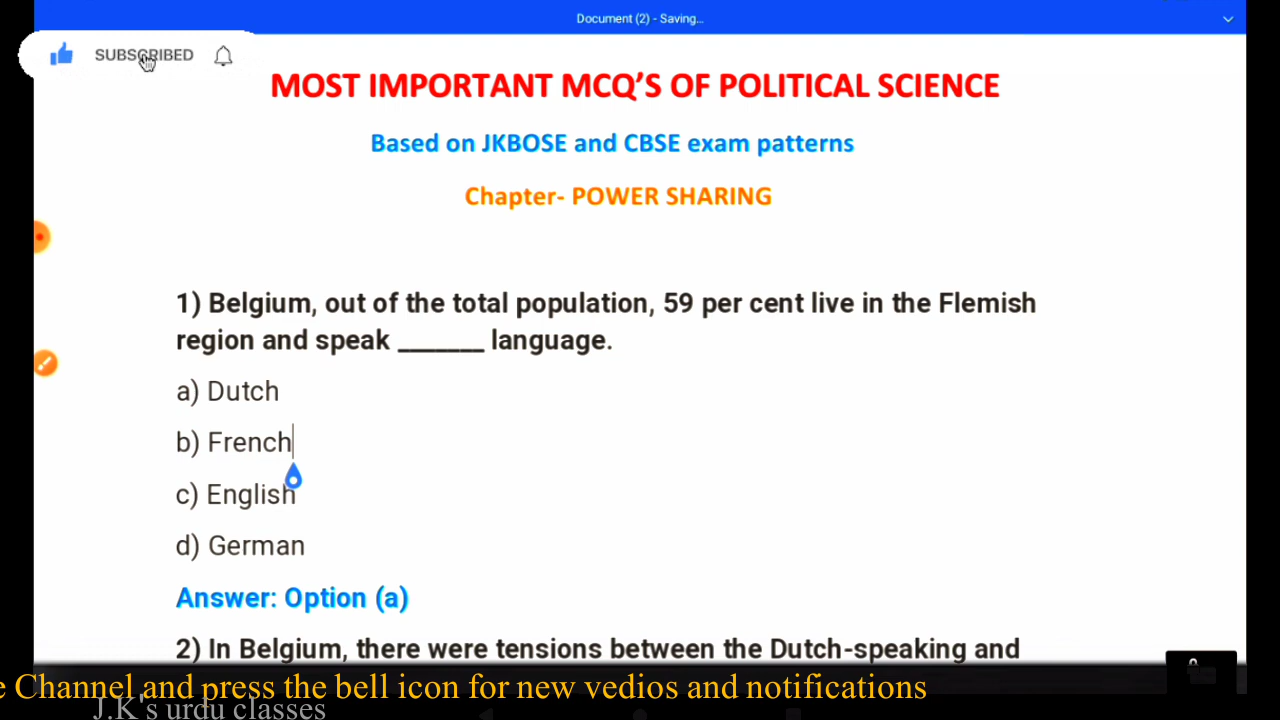 Document (2) - Saving...
SUBSCRIBED
MOST IMPORTANT MCQ'S OF POLITICAL SCIENCE
Based on JKBOSE and CBSE exam patterns
Chapter- POWER SHARING
1) Belgium, out of the total population, 59 per cent live in the Flemish
region and speak _______ language.
a) Dutch
b) French
c) English
d) German
Answer: Option (a)
2) In Belgium, there were tensions between the Dutch-speaking and
e Channel and press the bell icon for new vedios and notifications
J.K's urdu classes